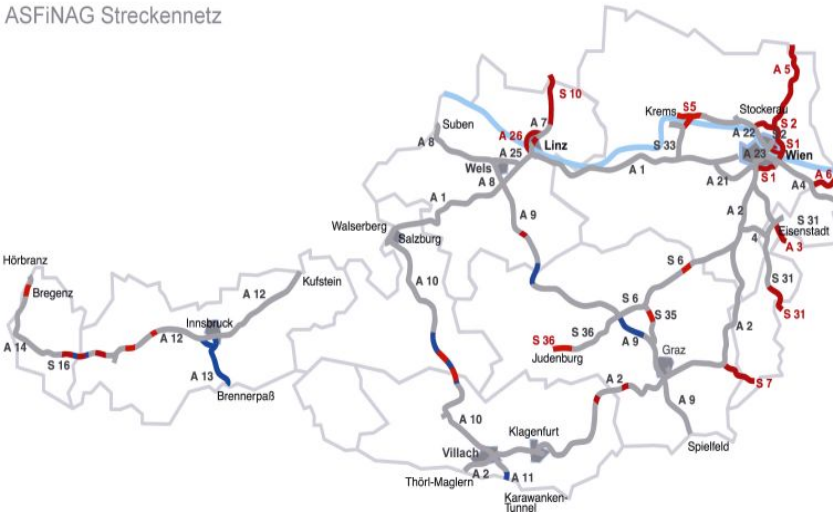 ASFiNAG Streckennetz
A 5
S 10
Krems
S5
Stockerau
S 2
Suben
A 7
A 22
S2
A 8
A 26
Linz
S 33
S1
A 25
A 23
Wien
Wels
A 1
S 1
A 8
A 21
A4
A 6
A 1
A 9
A 2
S 31
Walserberg
Eisenstadt
Salzburg
4
A 3
Hörbranz
A 10
S 6
Kufstein
S 31
Bregenz
A 12
S 6
S 31
Innsbruck
S 35
A 12
S 36
S 36
A 2
A 14
A 9
Graz
S 16
Judenburg
A 13
S 7
Brennerpaß
A 2
A 9
A 10
Klagenfurt
Spielfeld
Villach
A 2
A 11
Thörl-Maglern
Karawanken-
Tunnel